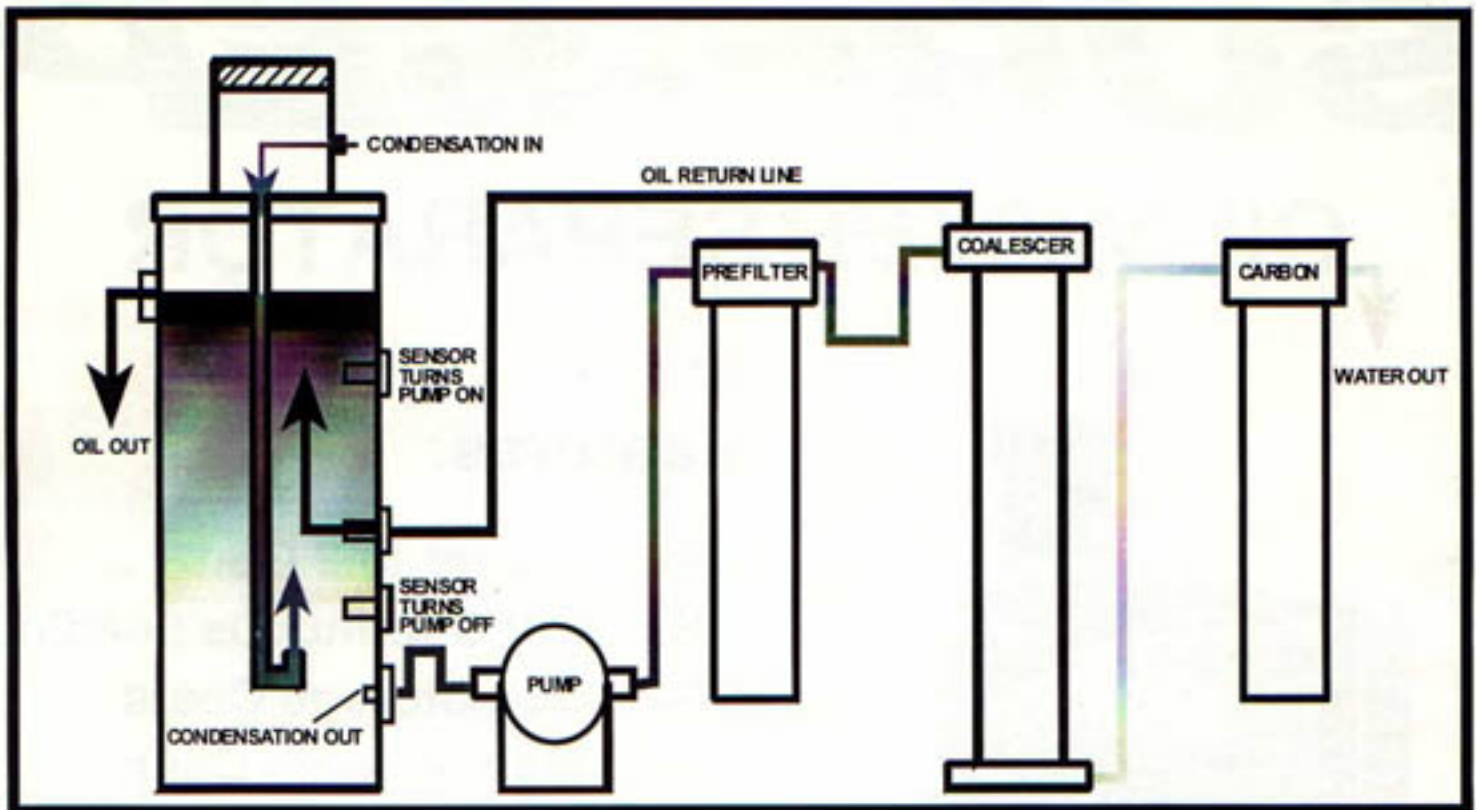 CONDENSATION IN
OIL RETURN LINE
COALESCER
PREFILTER
CARBON
SENSOR
TURNS
PUMP ON
WATER OUT
OIL OUT
SENSOR
TURNS
PUMP OFF
PUMP
CONDENSATION OUT